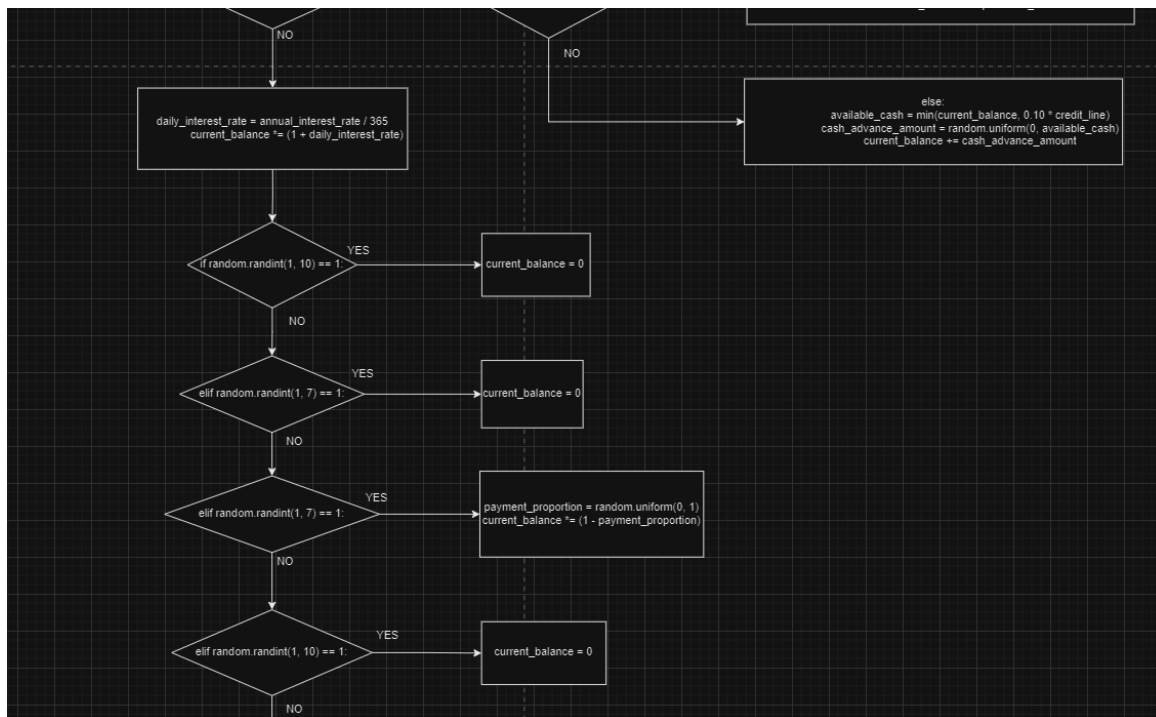 NO
NO
else:
available_cash = min(current_balance, 0.10 * credit_line)
cash_advance_amount = random.uniform(0, available_cash)
current_balance += cash_advance_amount
daily_interest_rate = annual_interest_rate / 365
current_balance *= (1 + daily_interest_rate)
if random.randint(1, 10) == 1:
YES
current_balance = 0
NO
elif random.randint(1, 7) == 1:
YES
current_balance = 0
NO
elif random.randint(1, 7) == 1:
YES
payment_proportion = random.uniform(0, 1)
current_balance *= (1 - payment_proportion)
NO
elif random.randint(1, 10) == 1:
YES
current_balance = 0
NO